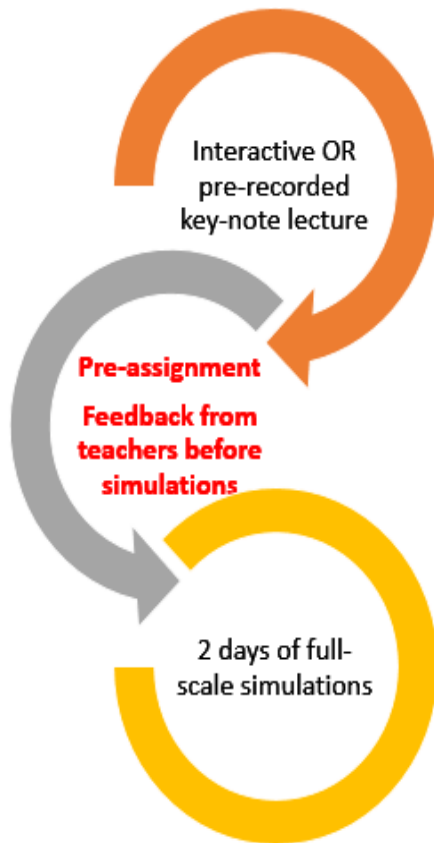 Interactive OR
pre-recorded
key-note lecture
Pre-assignment
Feedback from
teachers before
simulations
2 days of full-
scale simulations